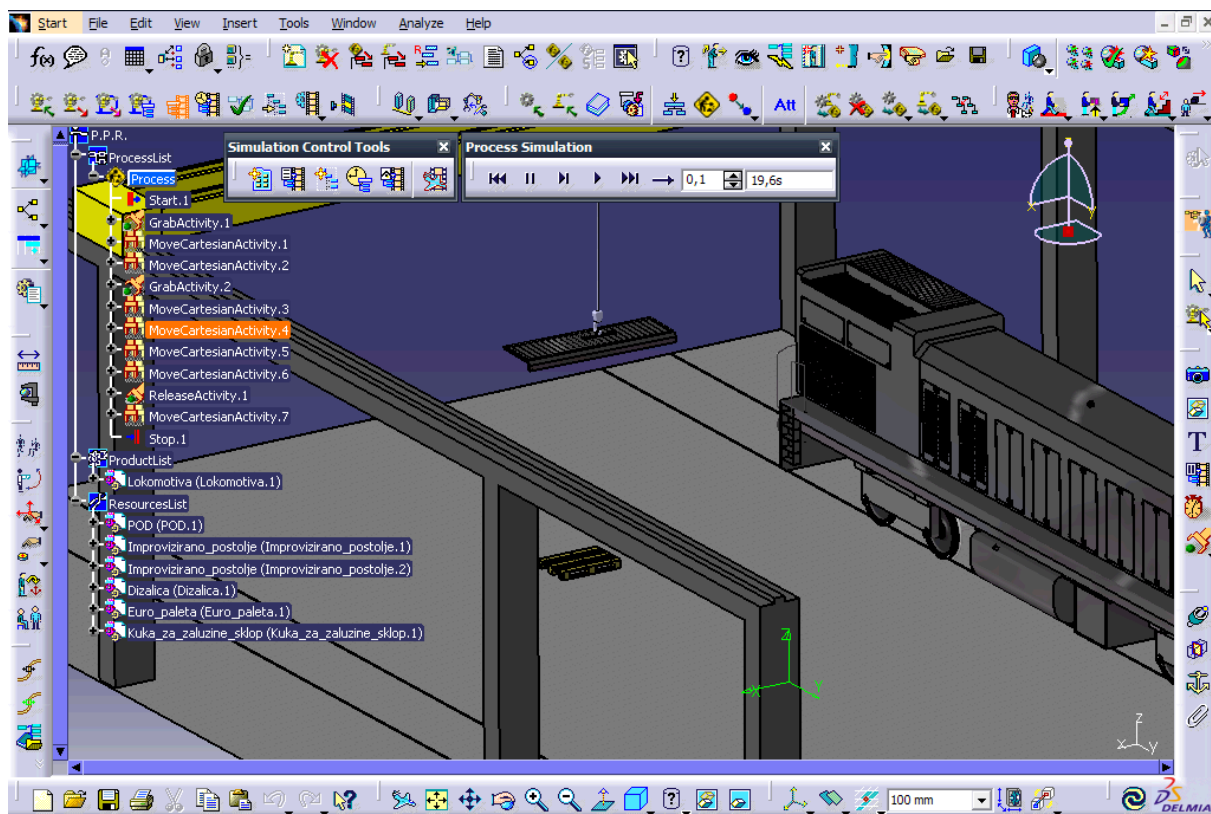 Start File Edit View Insert Tools Window Analyze Help
f(x)
Att
P.P.R.
Simulation Control Tools
Process Simulation
0,1
19,6s
ProcessList
Process
Start.1
GrabActivity.1
MoveCartesianActivity.1
MoveCartesianActivity.2
GrabActivity.2
MoveCartesianActivity.3
MoveCartesianActivity.4
MoveCartesianActivity.5
MoveCartesianActivity.6
ReleaseActivity.1
MoveCartesianActivity.7
Stop.1
ProductList
Lokomotiva (Lokomotiva.1)
ResourcesList
POD (POD.1)
Improvizirano_postolje (Improvizirano_postolje.1)
Improvizirano_postolje (Improvizirano_postolje.2)
Dizalica (Dizalica.1)
Euro_paleta (Euro_paleta.1)
Kuka_za_zaluzine_sklop (Kuka_za_zaluzine_sklop.1)
T
Z
X Y
z
x y
100 mm
DELMIA